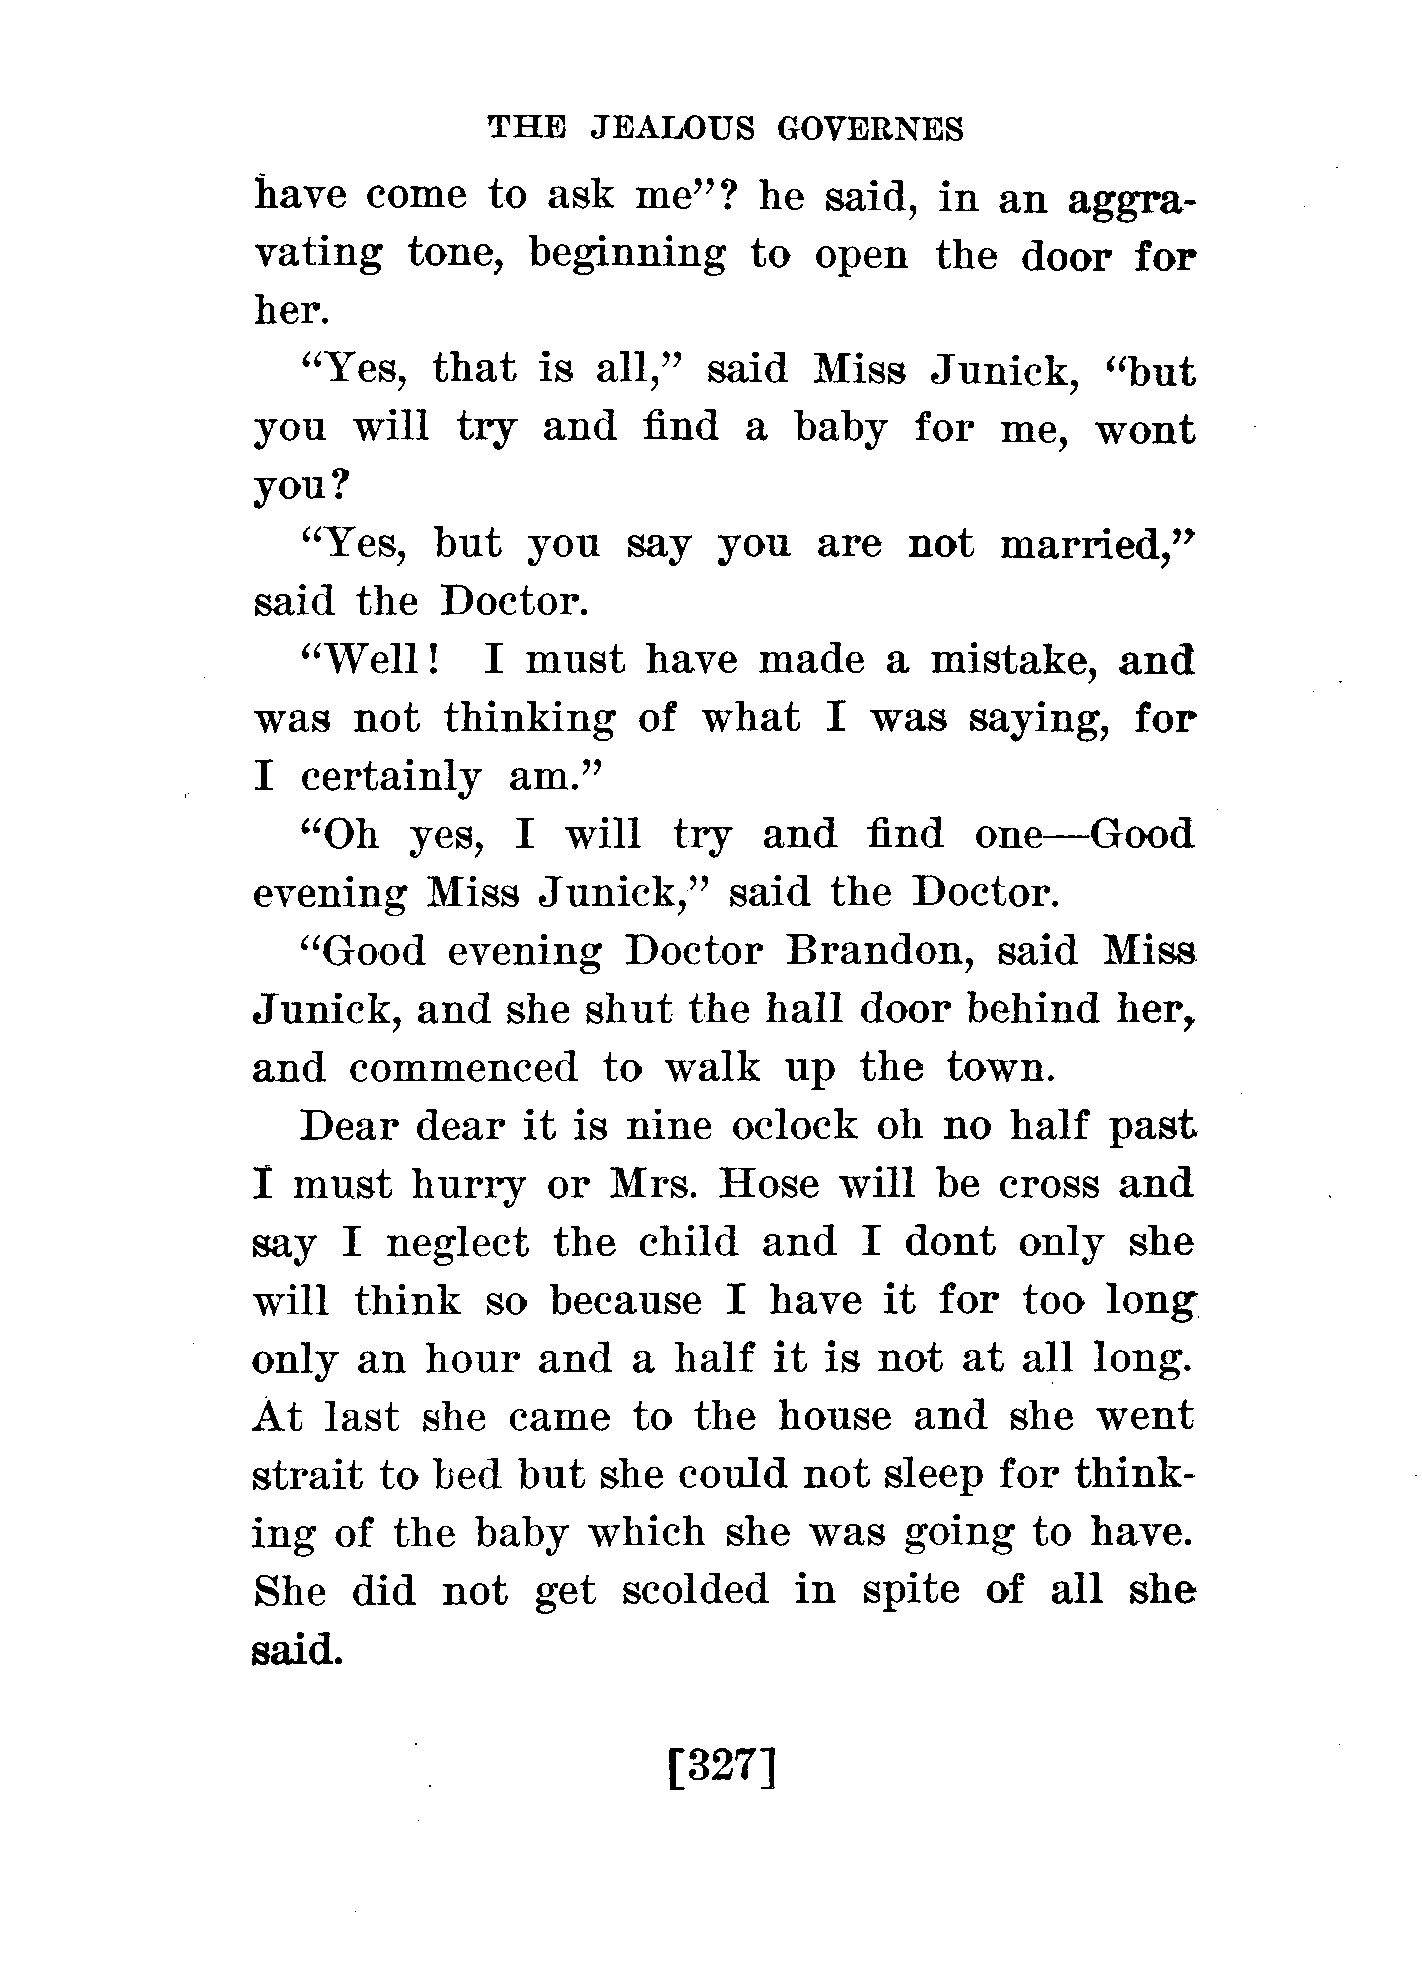 THE JEALOUS GOVERNES
have come to ask me”? he said, in an aggra-
vating tone, beginning to open the door for
her.
“Yes, that is all,” said Miss Junick, “but
you will try and find a baby for me, wont
you?
“Yes, but you say you are not married,”
said the Doctor.
“Well! I must have made a mistake, and
was not thinking of what I was saying, for
I certainly am.”
“Oh yes, I will try and find one—Good
evening Miss Junick,” said the Doctor.
“Good evening Doctor Brandon, said Miss
Junick, and she shut the hall door behind her,
and commenced to walk up the town.
Dear dear it is nine oclock oh no half past
I must hurry or Mrs. Hose will be cross and
say I neglect the child and I dont only she
will think so because I have it for too long
only an hour and a half it is not at all long.
At last she came to the house and she went
strait to bed but she could not sleep for think-
ing of the baby which she was going to have.
She did not get scolded in spite of all she
said.
[327]